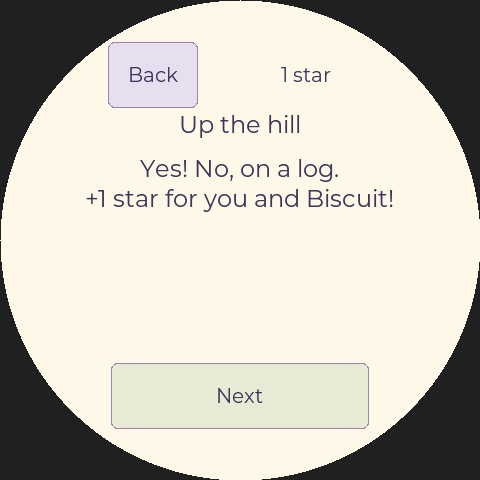 Back
1 star
Up the hill
Yes! No, on a log.
+1 star for you and Biscuit!
Next